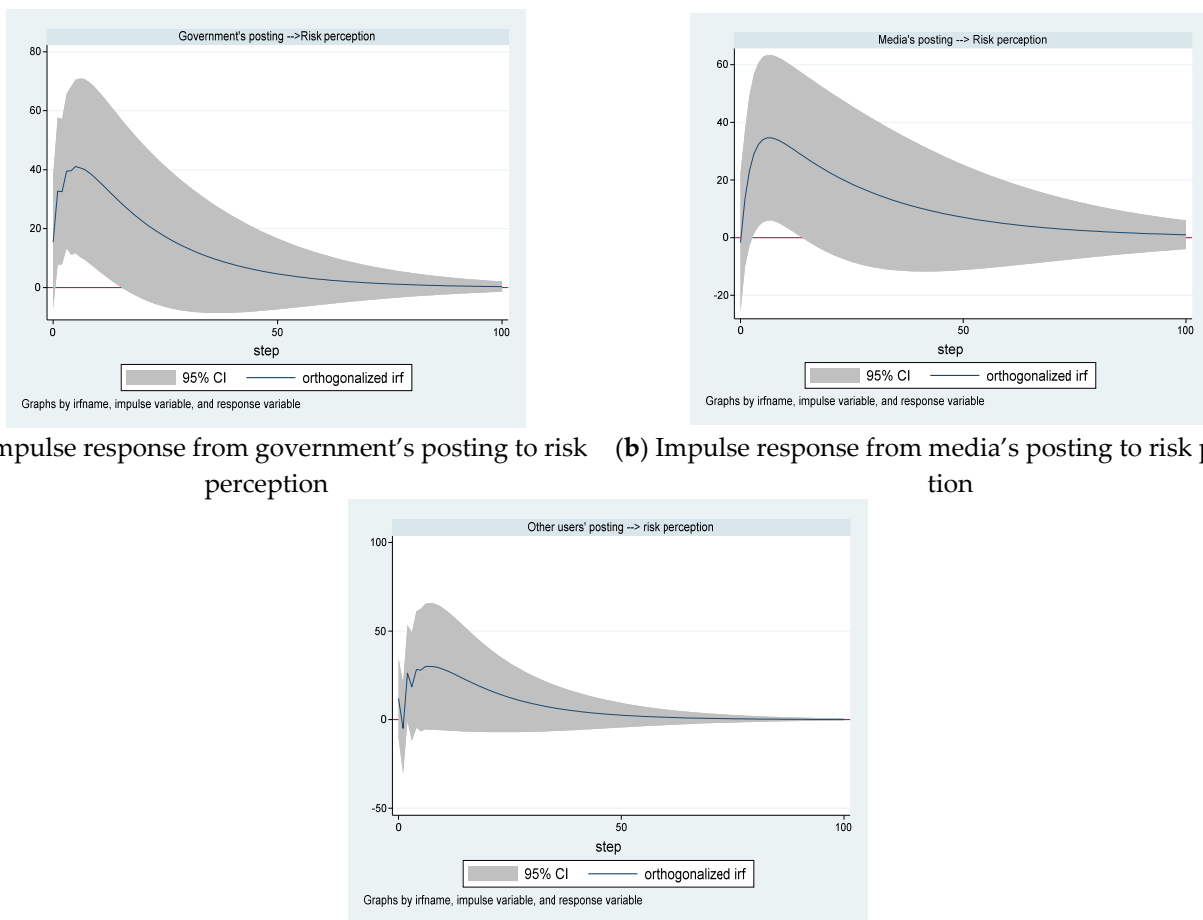 Government's posting -->Risk perception
80
60
40
20
0
0 50 100
step
95% CI orthogonalized irf
Graphs by irfname, impulse variable, and response variable
Media's posting --> Risk perception
60
40
20
0
-20
0 50 100
step
95% CI orthogonalized irf
Graphs by irfname, impulse variable, and response variable
response from government's posting to risk
perception
(b) Impulse response from media's posting to risk
tion
Other users' posting --> risk perception
100
50
0
-50
0 50 100
step
95% CI orthogonalized irf
Graphs by irfname, impulse variable, and response variable